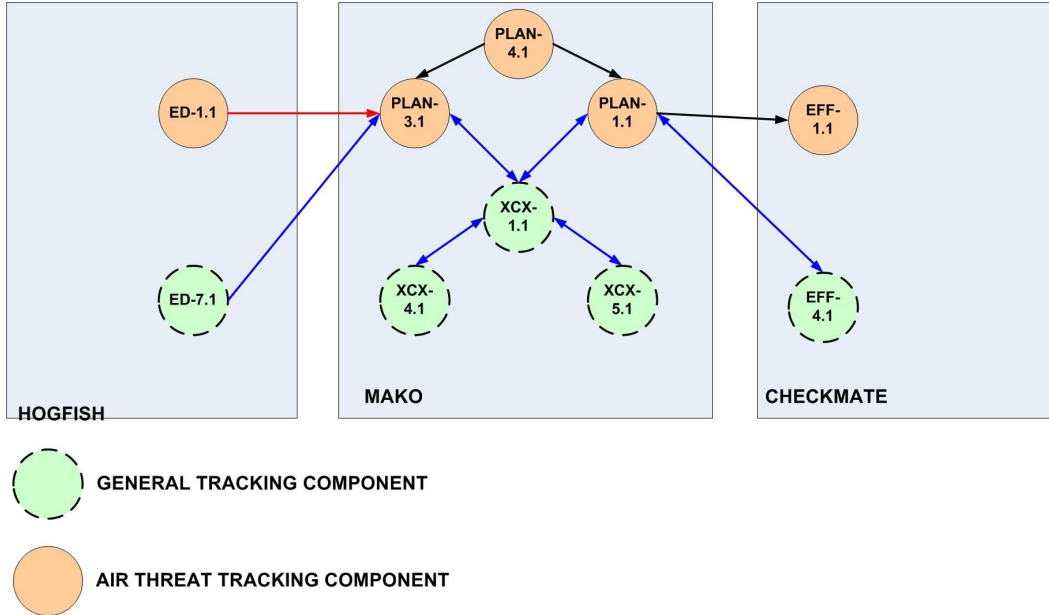 PLAN-
4.1
ED-1.1
PLAN-
3.1
PLAN-
1.1
EFF-
1.1
XCX-
1.1
ED-7.1
XCX-
4.1
XCX-
5.1
EFF-
4.1
HOGFISH
MAKO
CHECKMATE
GENERAL TRACKING COMPONENT
AIR THREAT TRACKING COMPONENT